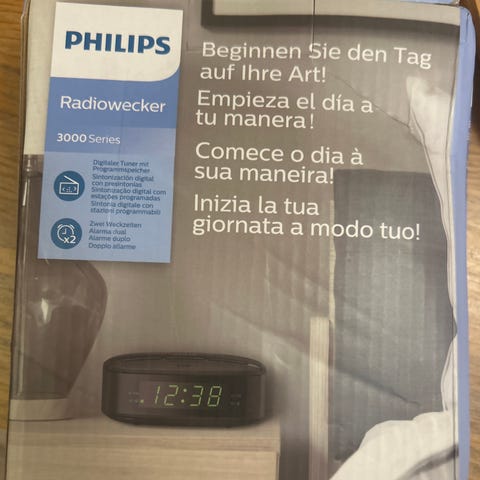 PHILIPS
Radiowecker
3000 Series
Digitaler Tuner mit
Programmspeicher
Sintonización digital
con presintonías
Sintonização digital com
estações programadas
Sintonia digitale con
stazioni programmabili
x2
Zwei Weckzeiten
Alarma dual
Alarme duplo
Doppio allarme
Beginnen Sie den Tag
auf Ihre Art!
Empieza el día a
tu manera!
Comece o dia à
sua maneira!
Inizia la tua
giornata a modo tuo!
12:38